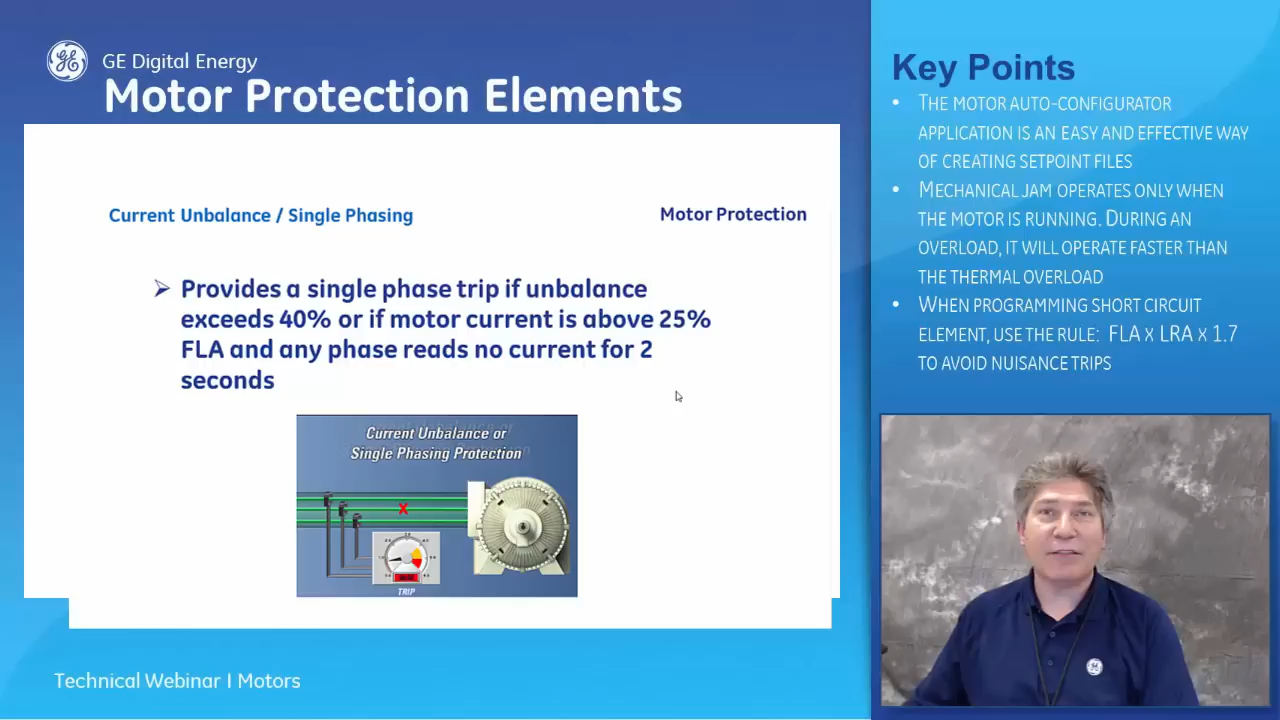 GE Digital Energy
Motor Protection Elements
Current Unbalance / Single Phasing
Motor Protection
➢ Provides a single phase trip if unbalance
exceeds 40% or if motor current is above 25%
FLA and any phase reads no current for 2
seconds
Current Unbalance or
Single Phasing Protection
X
TRIP
Technical Webinar | Motors
Key Points
• THE MOTOR AUTO-CONFIGURATOR
APPLICATION IS AN EASY AND EFFECTIVE WAY
OF CREATING SETPOINT FILES
• MECHANICAL JAM OPERATES ONLY WHEN
THE MOTOR IS RUNNING. DURING AN
OVERLOAD, IT WILL OPERATE FASTER THAN
THE THERMAL OVERLOAD
• WHEN PROGRAMMING SHORT CIRCUIT
ELEMENT, USE THE RULE: FLA x LRA x 1.7
TO AVOID NUISANCE TRIPS